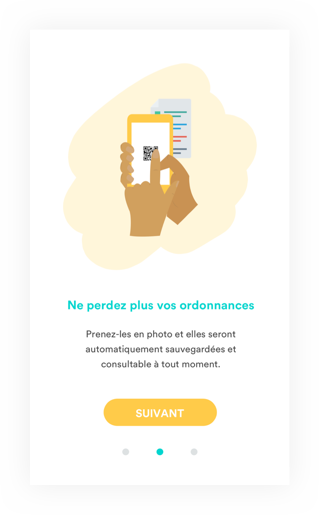 Ne perdez plus vos ordonnances
Prenez-les en photo et elles seront
automatiquement sauvegardées et
consultable à tout moment.
SUIVANT